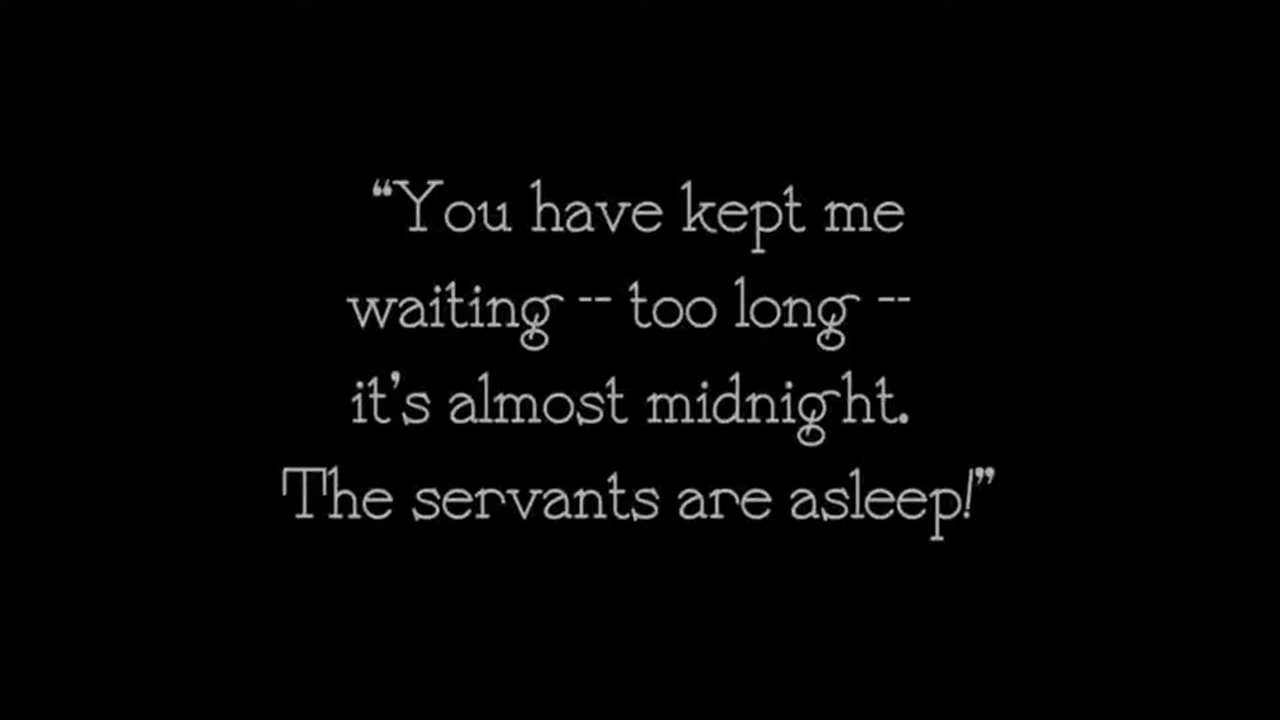 “You have kept me
waiting -- too long --
it's almost midnight.
The servants are asleep!”